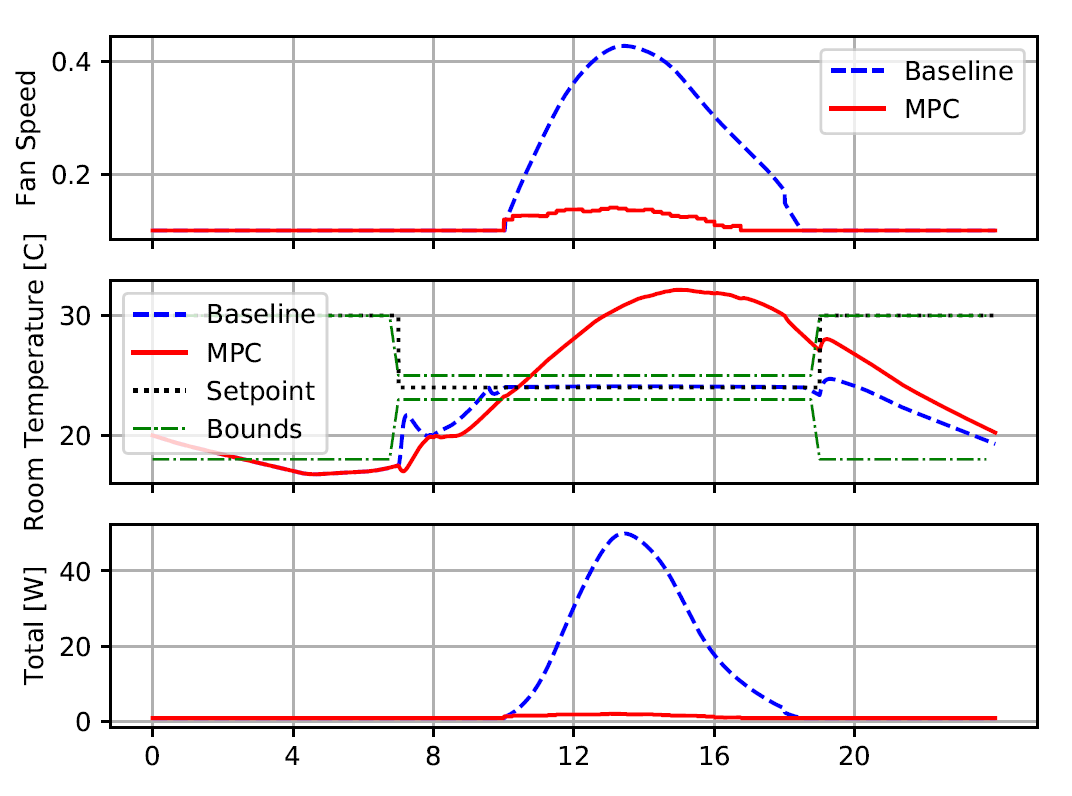 Fan Speed
0.4
0.2
Baseline
MPC
Room Temperature [C]
30
20
Baseline
MPC
Setpoint
Bounds
Total [W]
40
20
0
0 4 8 12 16 20